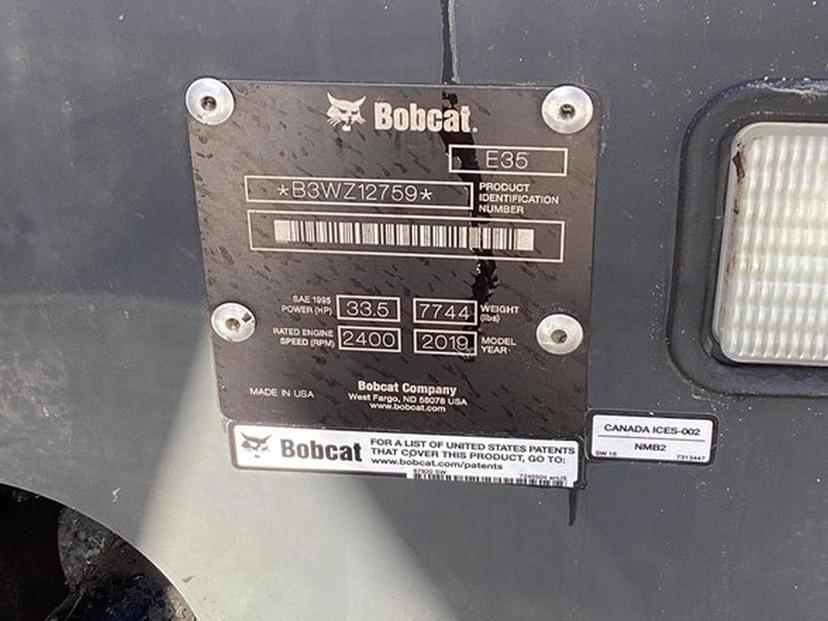 Bobcat.
E35
*B3WZ12759*
PRODUCT
IDENTIFICATION
NUMBER
SAE 1995
POWER (HP)
33.5
7744
WEIGHT
(lbs)
RATED ENGINE
SPEED (RPM)
2400
2019
MODEL
YEAR
MADE IN USA
Bobcat Company
West Fargo, ND 58078 USA
www.bobcat.com
Bobcat
FOR A LIST OF UNITED STATES PATENTS
THAT COVER THIS PRODUCT, GO TO:
www.bobcat.com/patents
CANADA ICES-002
NMB2
7313447